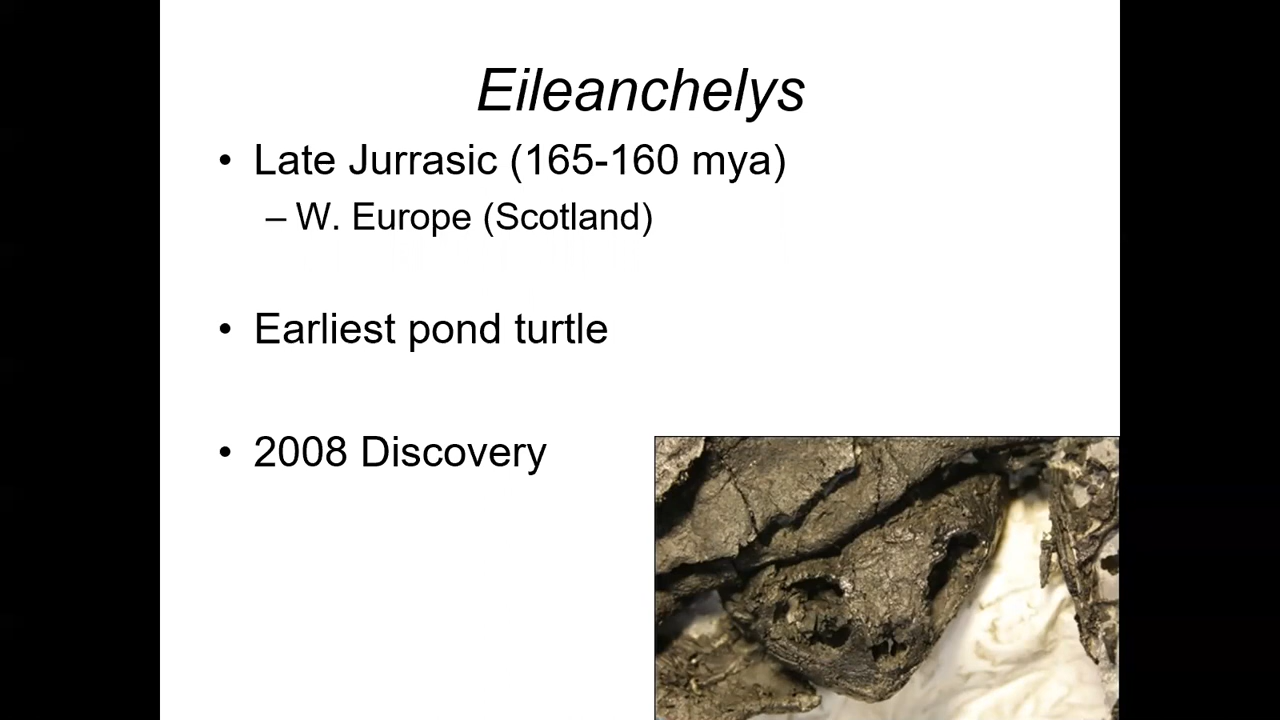 Eileanchelys
• Late Jurrasic (165-160 mya)
– W. Europe (Scotland)
• Earliest pond turtle
• 2008 Discovery